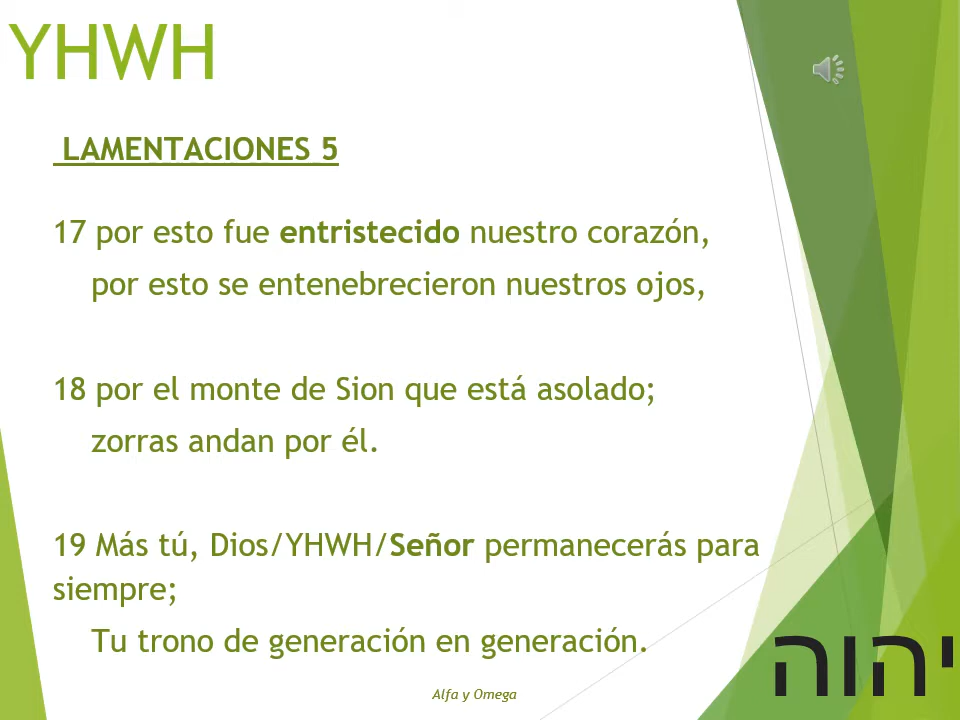 YHWH
LAMENTACIONES 5
17 por esto fue entristecido nuestro corazón,
por esto se entenebrecieron nuestros ojos,
18 por el monte de Sion que está asolado;
zorras andan por él.
19 Más tú, Dios/YHWH/Señor permanecerás para
siempre;
Tu trono de generación en generación.
יהוה
Alfa y Omega